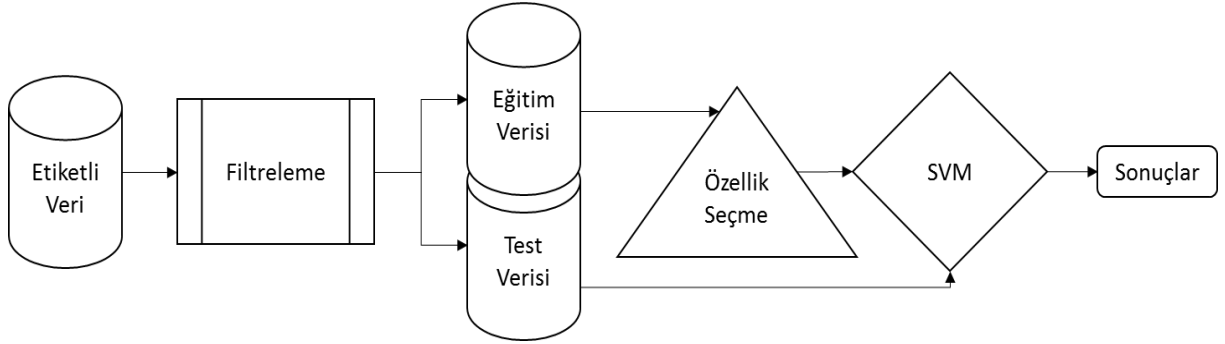 Etiketli
Veri
Filtreleme
Eğitim
Verisi
Test
Verisi
Özellik
Seçme
SVM
Sonuçlar